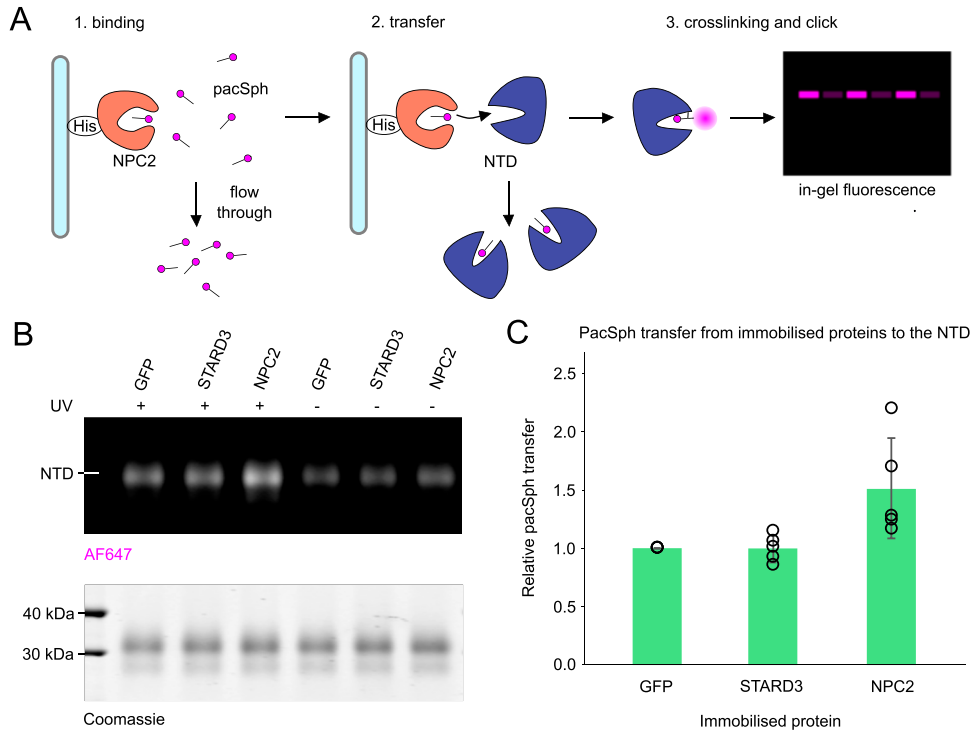 A
1. binding
2. transfer
3. crosslinking and click
pacSph
His
NPC2
flow
through
His
NTD
in-gel fluorescence
.
B
GFP
STARD3
NPC2
GFP
STARD3
NPC2
UV + + + - - -
NTD
AF647
40 kDa
30 kDa
Coomassie
C
PacSph transfer from immobilised proteins to the NTD
Relative pacSph transfer
2.5
2.0
1.5
1.0
0.5
0.0
GFP STARD3 NPC2
Immobilised protein